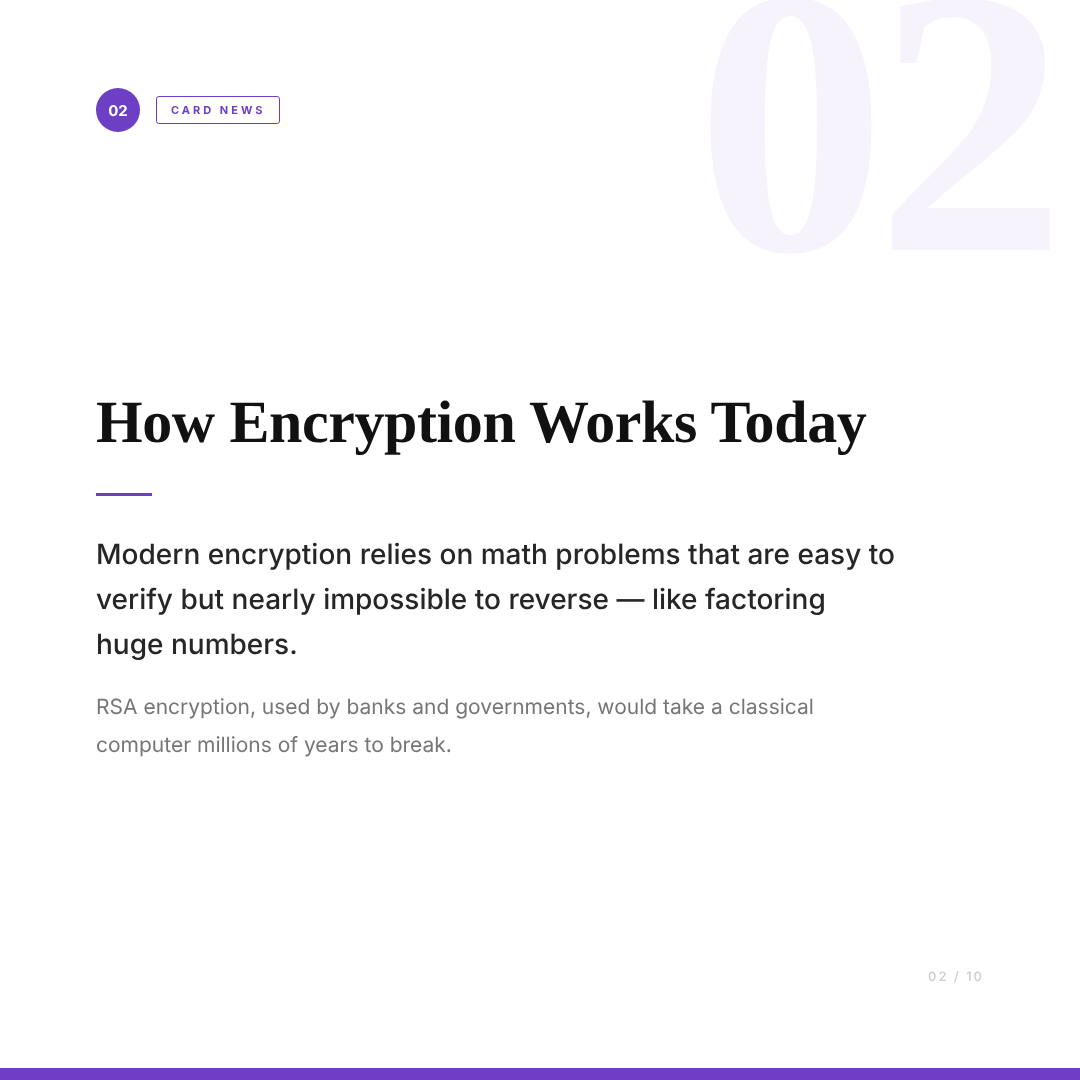 02
02
CARD NEWS
How Encryption Works Today
Modern encryption relies on math problems that are easy to
verify but nearly impossible to reverse — like factoring
huge numbers.
RSA encryption, used by banks and governments, would take a classical
computer millions of years to break.
02 / 10